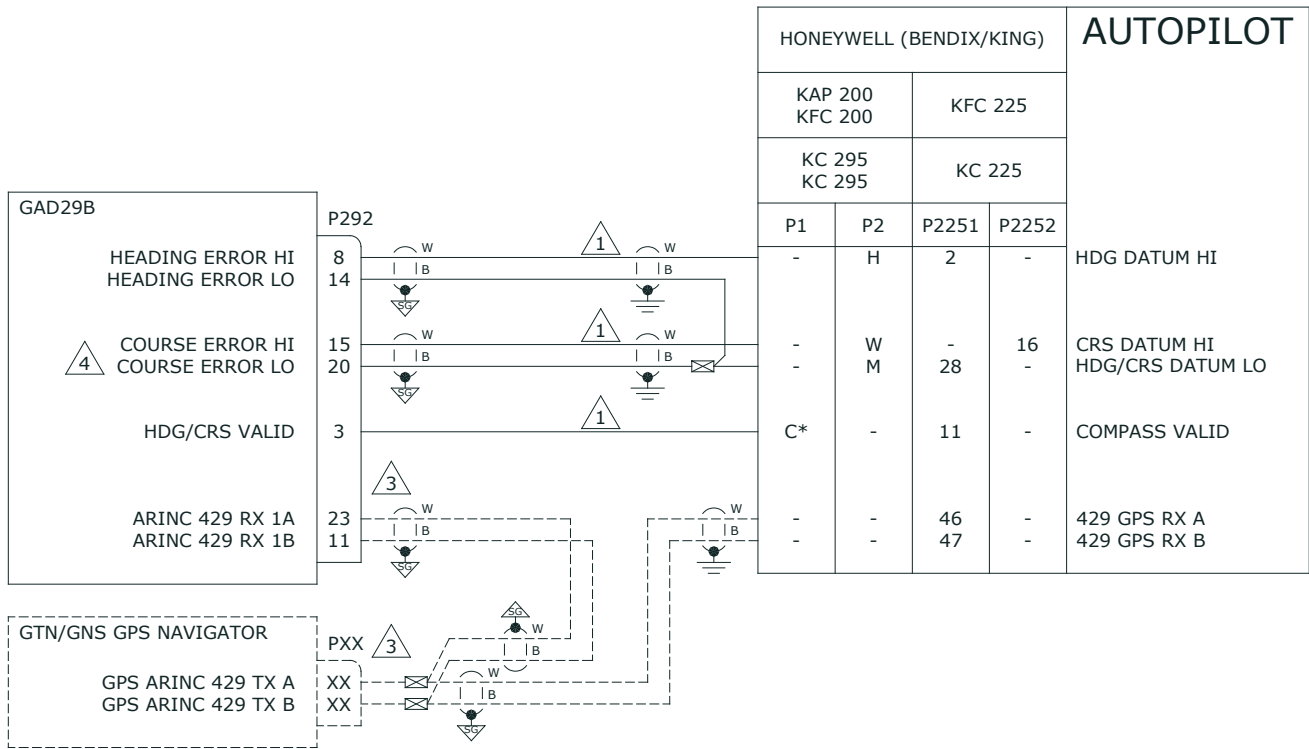 HONEYWELL (BENDIX/KING) AUTOPILOT
KAP 200 KFC 225
KFC 200
KC 295 KC 225
KC 295
P1 P2 P2251 P2252
GAD29B
P292
HEADING ERROR HI 8 W 1 W - H 2 - HDG DATUM HI
HEADING ERROR LO 14 B B
SG
COURSE ERROR HI 15 W 1 W - W - 16 CRS DATUM HI
4 COURSE ERROR LO 20 B B - M 28 - HDG/CRS DATUM LO
SG
HDG/CRS VALID 3 1 C* - 11 - COMPASS VALID
3
ARINC 429 RX 1A 23 W W - - 46 - 429 GPS RX A
ARINC 429 RX 1B 11 B B - - 47 - 429 GPS RX B
SG
SG
GTN/GNS GPS NAVIGATOR PXX 3 W
B
GPS ARINC 429 TX A XX W
GPS ARINC 429 TX B XX B
SG